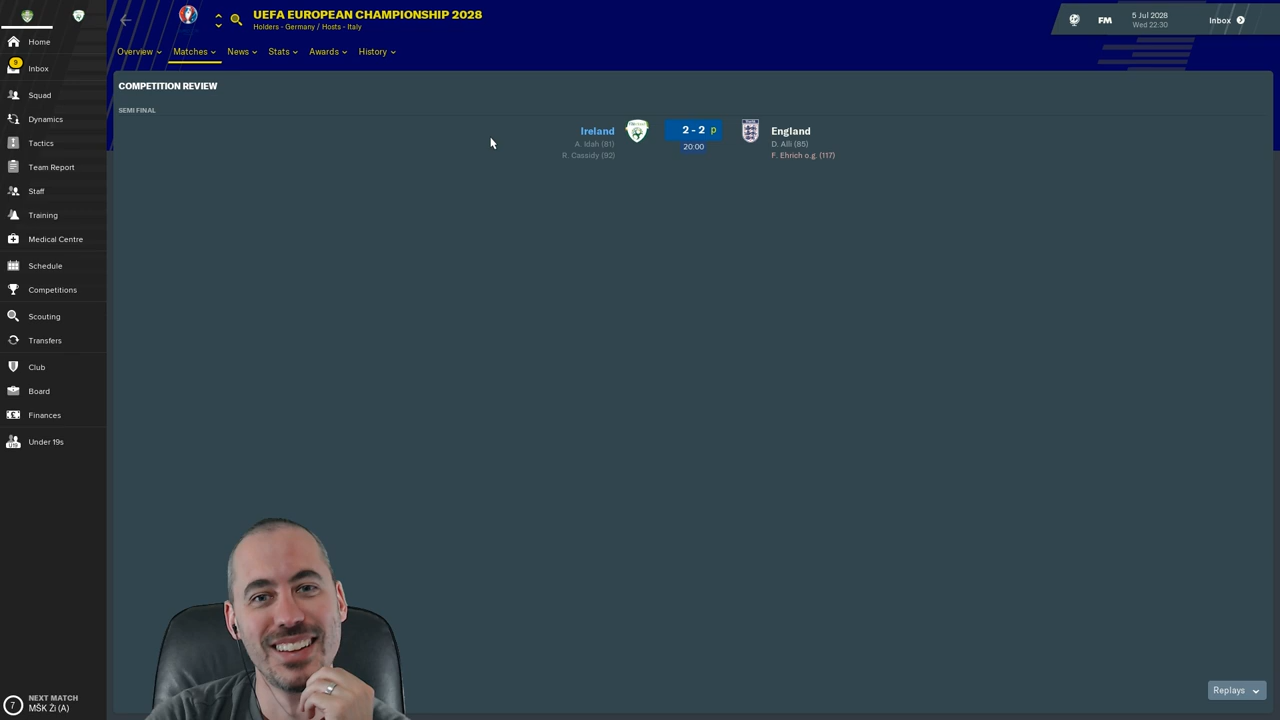 UEFA EUROPEAN CHAMPIONSHIP 2028
Holders - Germany / Hosts - Italy
FM
5 Jul 2028
Wed 22:30
Inbox
Overview
Matches
News
Stats
Awards
History
Home
9
Inbox
Squad
Dynamics
Tactics
Team Report
Staff
Training
Medical Centre
Schedule
Competitions
Scouting
Transfers
Club
Board
Finances
Under 19s
7
NEXT MATCH
MŠK Ži (A)
COMPETITION REVIEW
SEMI FINAL
Ireland
2 - 2 p
England
A. Idah (81)
20:00
D. Alli (85)
R. Cassidy (92)
F. Ehrich o.g. (117)
Replays